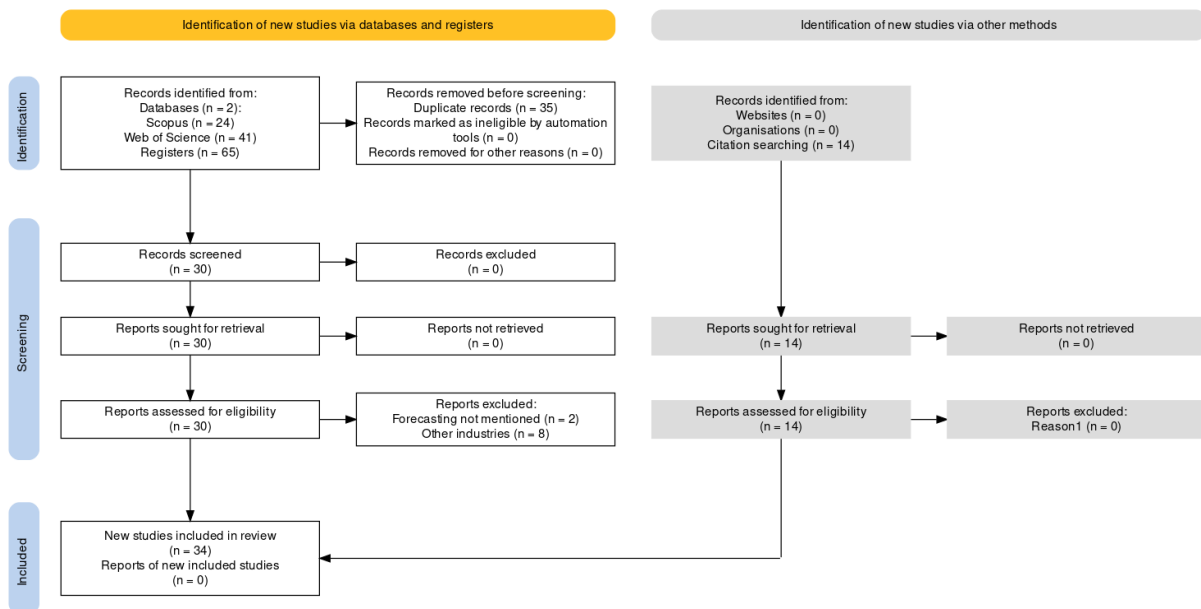 Identification of new studies via databases and registers
Identification of new studies via other methods
Identification
Records identified from:
Databases (n = 2):
Scopus (n = 24)
Web of Science (n = 41)
Registers (n = 65)
Records removed before screening:
Duplicate records (n = 35)
Records marked as ineligible by automation
tools (n = 0)
Records removed for other reasons (n = 0)
Records identified from:
Websites (n = 0)
Organisations (n = 0)
Citation searching (n = 14)
Screening
Records screened
(n = 30)
Records excluded
(n = 0)
Reports sought for retrieval
(n = 30)
Reports not retrieved
(n = 0)
Reports sought for retrieval
(n = 14)
Reports not retrieved
(n = 0)
Reports assessed for eligibility
(n = 30)
Reports excluded:
Forecasting not mentioned (n = 2)
Other industries (n = 8)
Reports assessed for eligibility
(n = 14)
Reports excluded:
Reason1 (n = 0)
Included
New studies included in review
(n = 34)
Reports of new included studies
(n = 0)